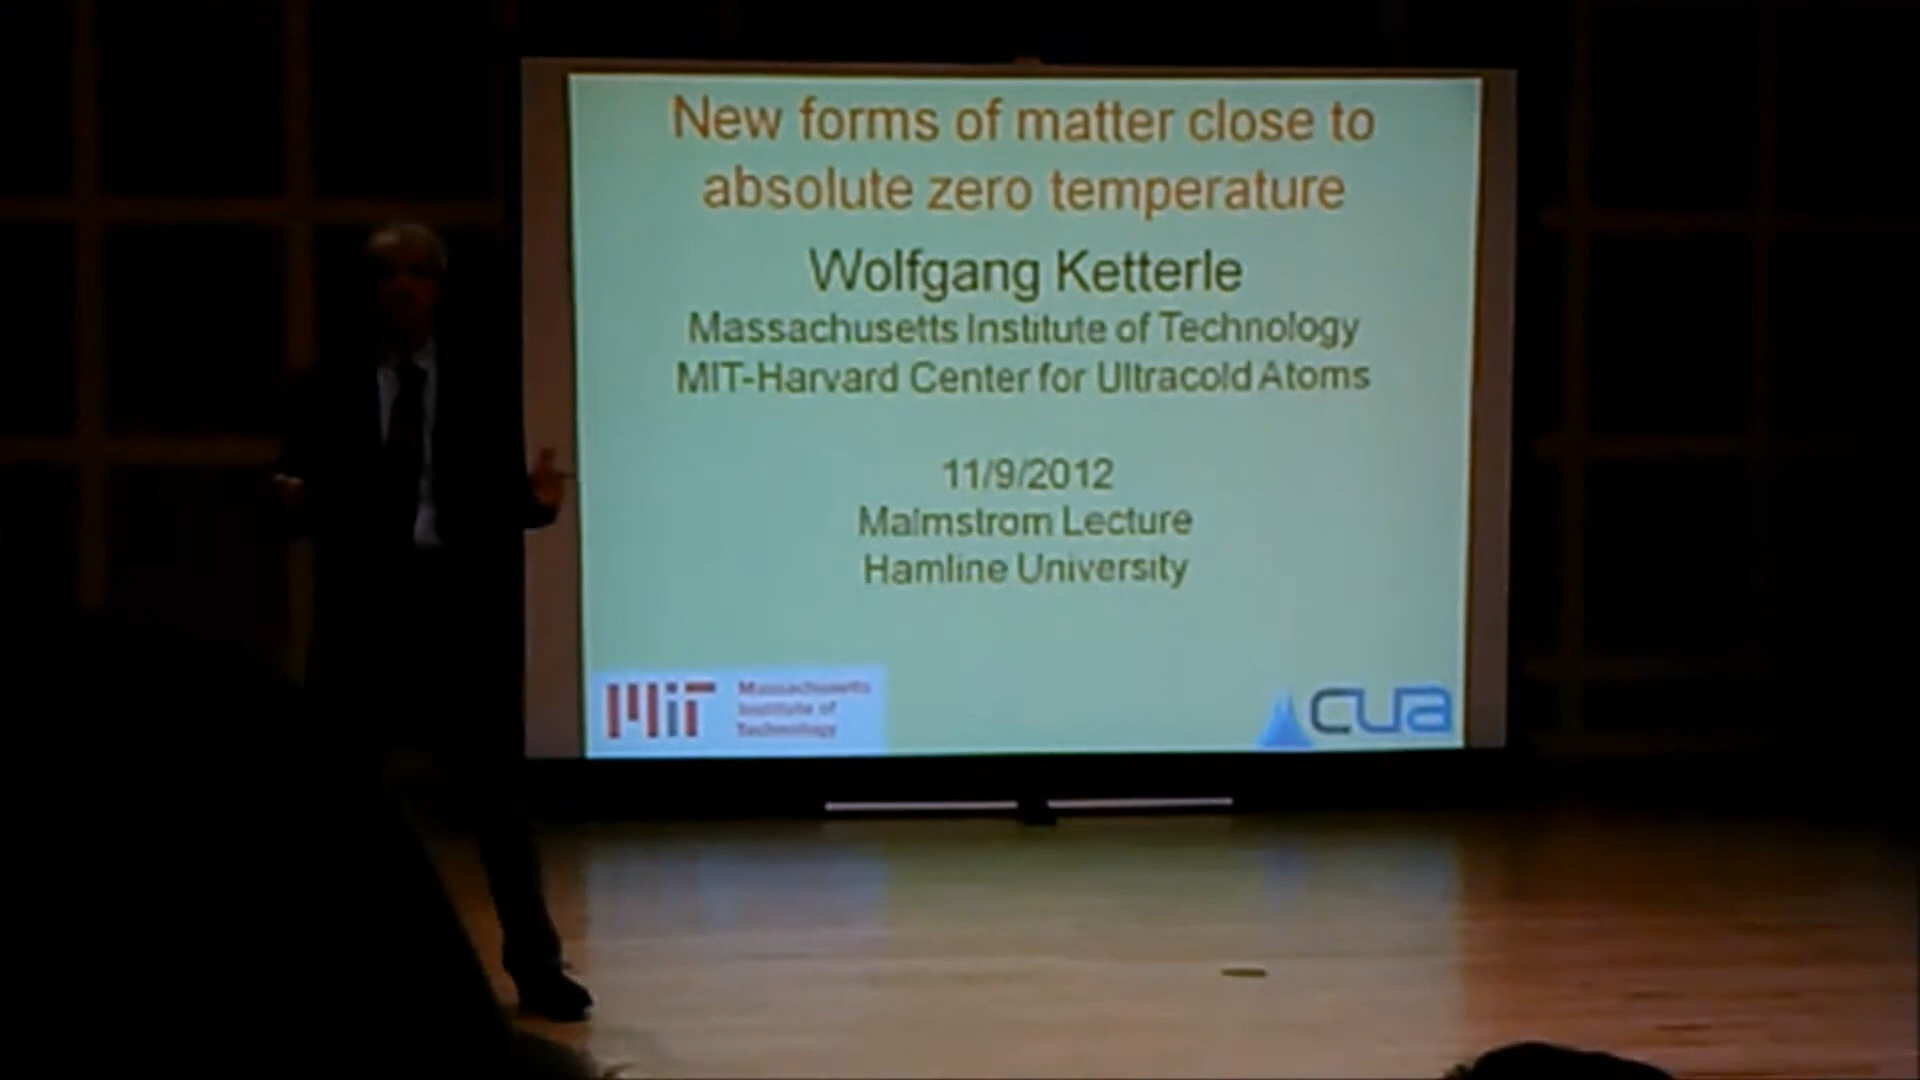 New forms of matter close to
absolute zero temperature
Wolfgang Ketterle
Massachusetts Institute of Technology
MIT-Harvard Center for Ultracold Atoms
11/9/2012
Malmstrom Lecture
Hamline University
MIT
Massachusetts
Institute of
Technology
CUA